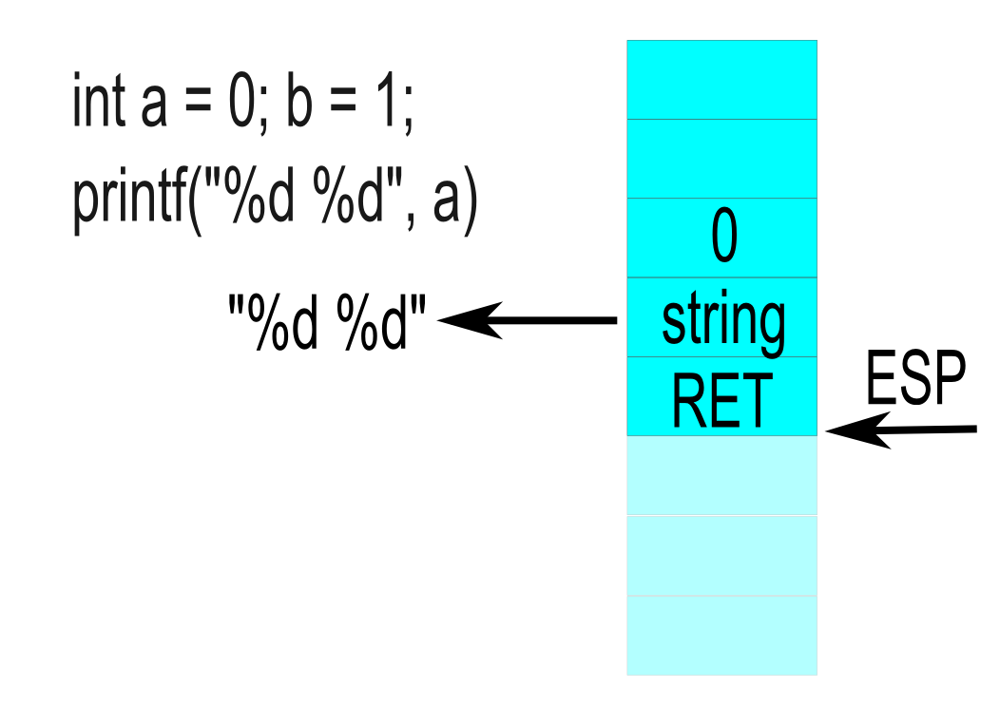 int a = 0; b = 1;
printf("%d %d", a)
0
"%d %d"
string
RET
ESP